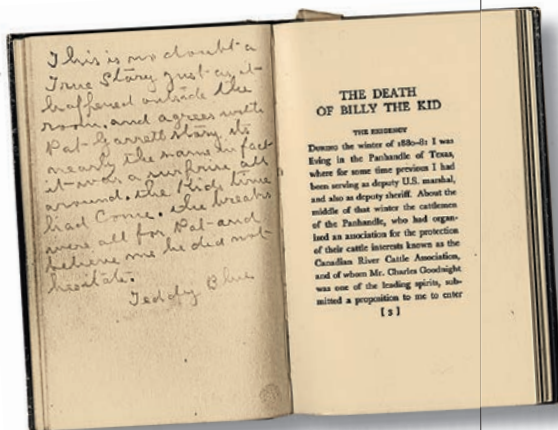 This is no doubt a
True Story just as it
haffered outside the
room. and agrees with
Pat Garrett story its
nearly the same in fact
it was a surprise all
around. the Kids time
had Come. the breaks
were all for Pat and
believe me he did not
hesitate.
Teddy Blue
THE DEATH
OF BILLY THE KID
THE EXIGENCY
DURING the winter of 1880-81 I was
living in the Panhandle of Texas,
where for some time previous I had
been serving as deputy U.S. marshal,
and also as deputy sheriff. About the
middle of that winter the cattlemen
of the Panhandle, who had organ-
ized an association for the protection
of their cattle interests known as the
Canadian River Cattle Association,
and of whom Mr. Charles Goodnight
was one of the leading spirits, sub-
mitted a proposition to me to enter
[ 5 ]